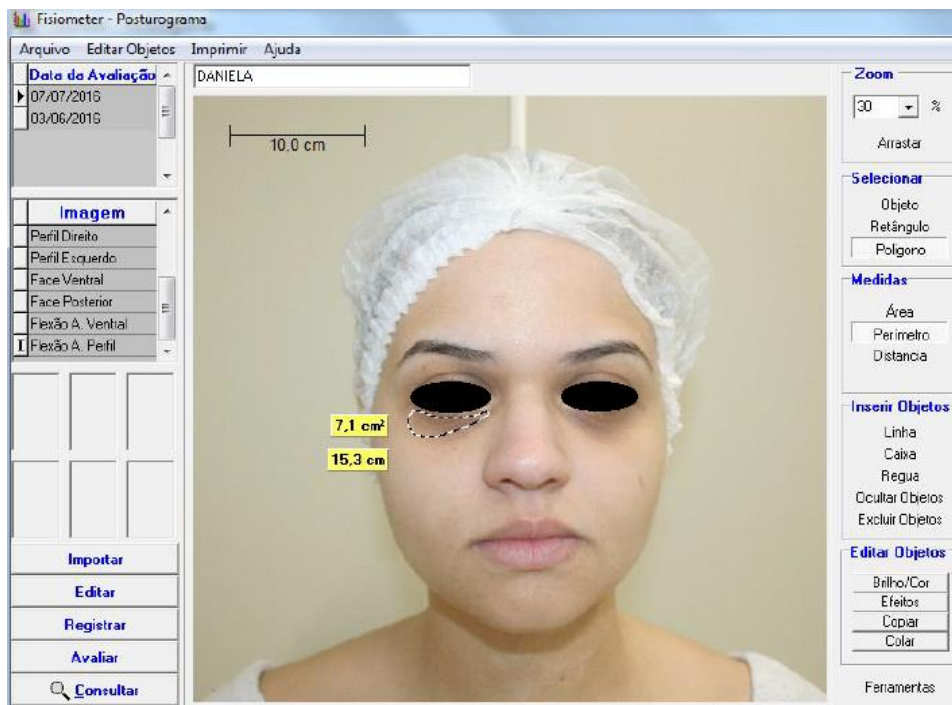 Fisiometer - Posturograma
Arquivo Editar Objetos Imprimir Ajuda
Data da Avaliação
07/07/2016
03/06/2016
Imagem
Perfil Direito
Perfil Esquerdo
Face Ventral
Face Posterior
Flexão A. Ventral
I Flexão A. Perfil
Importar
Editar
Registrar
Avaliar
Consultar
DANIELA
10,0 cm
7,1 cm²
15,3 cm
Zoom
30 %
Arrastar
Selecionar
Objeto
Retângulo
Polígono
Medidas
Área
Perimetro
Distancia
Inserir Objetos
Linha
Caixa
Regua
Ocultar Objetos
Excluir Objetos
Editar Objetos
Brilho/Cor
Efeitos
Copiar
Colar
Ferramentas